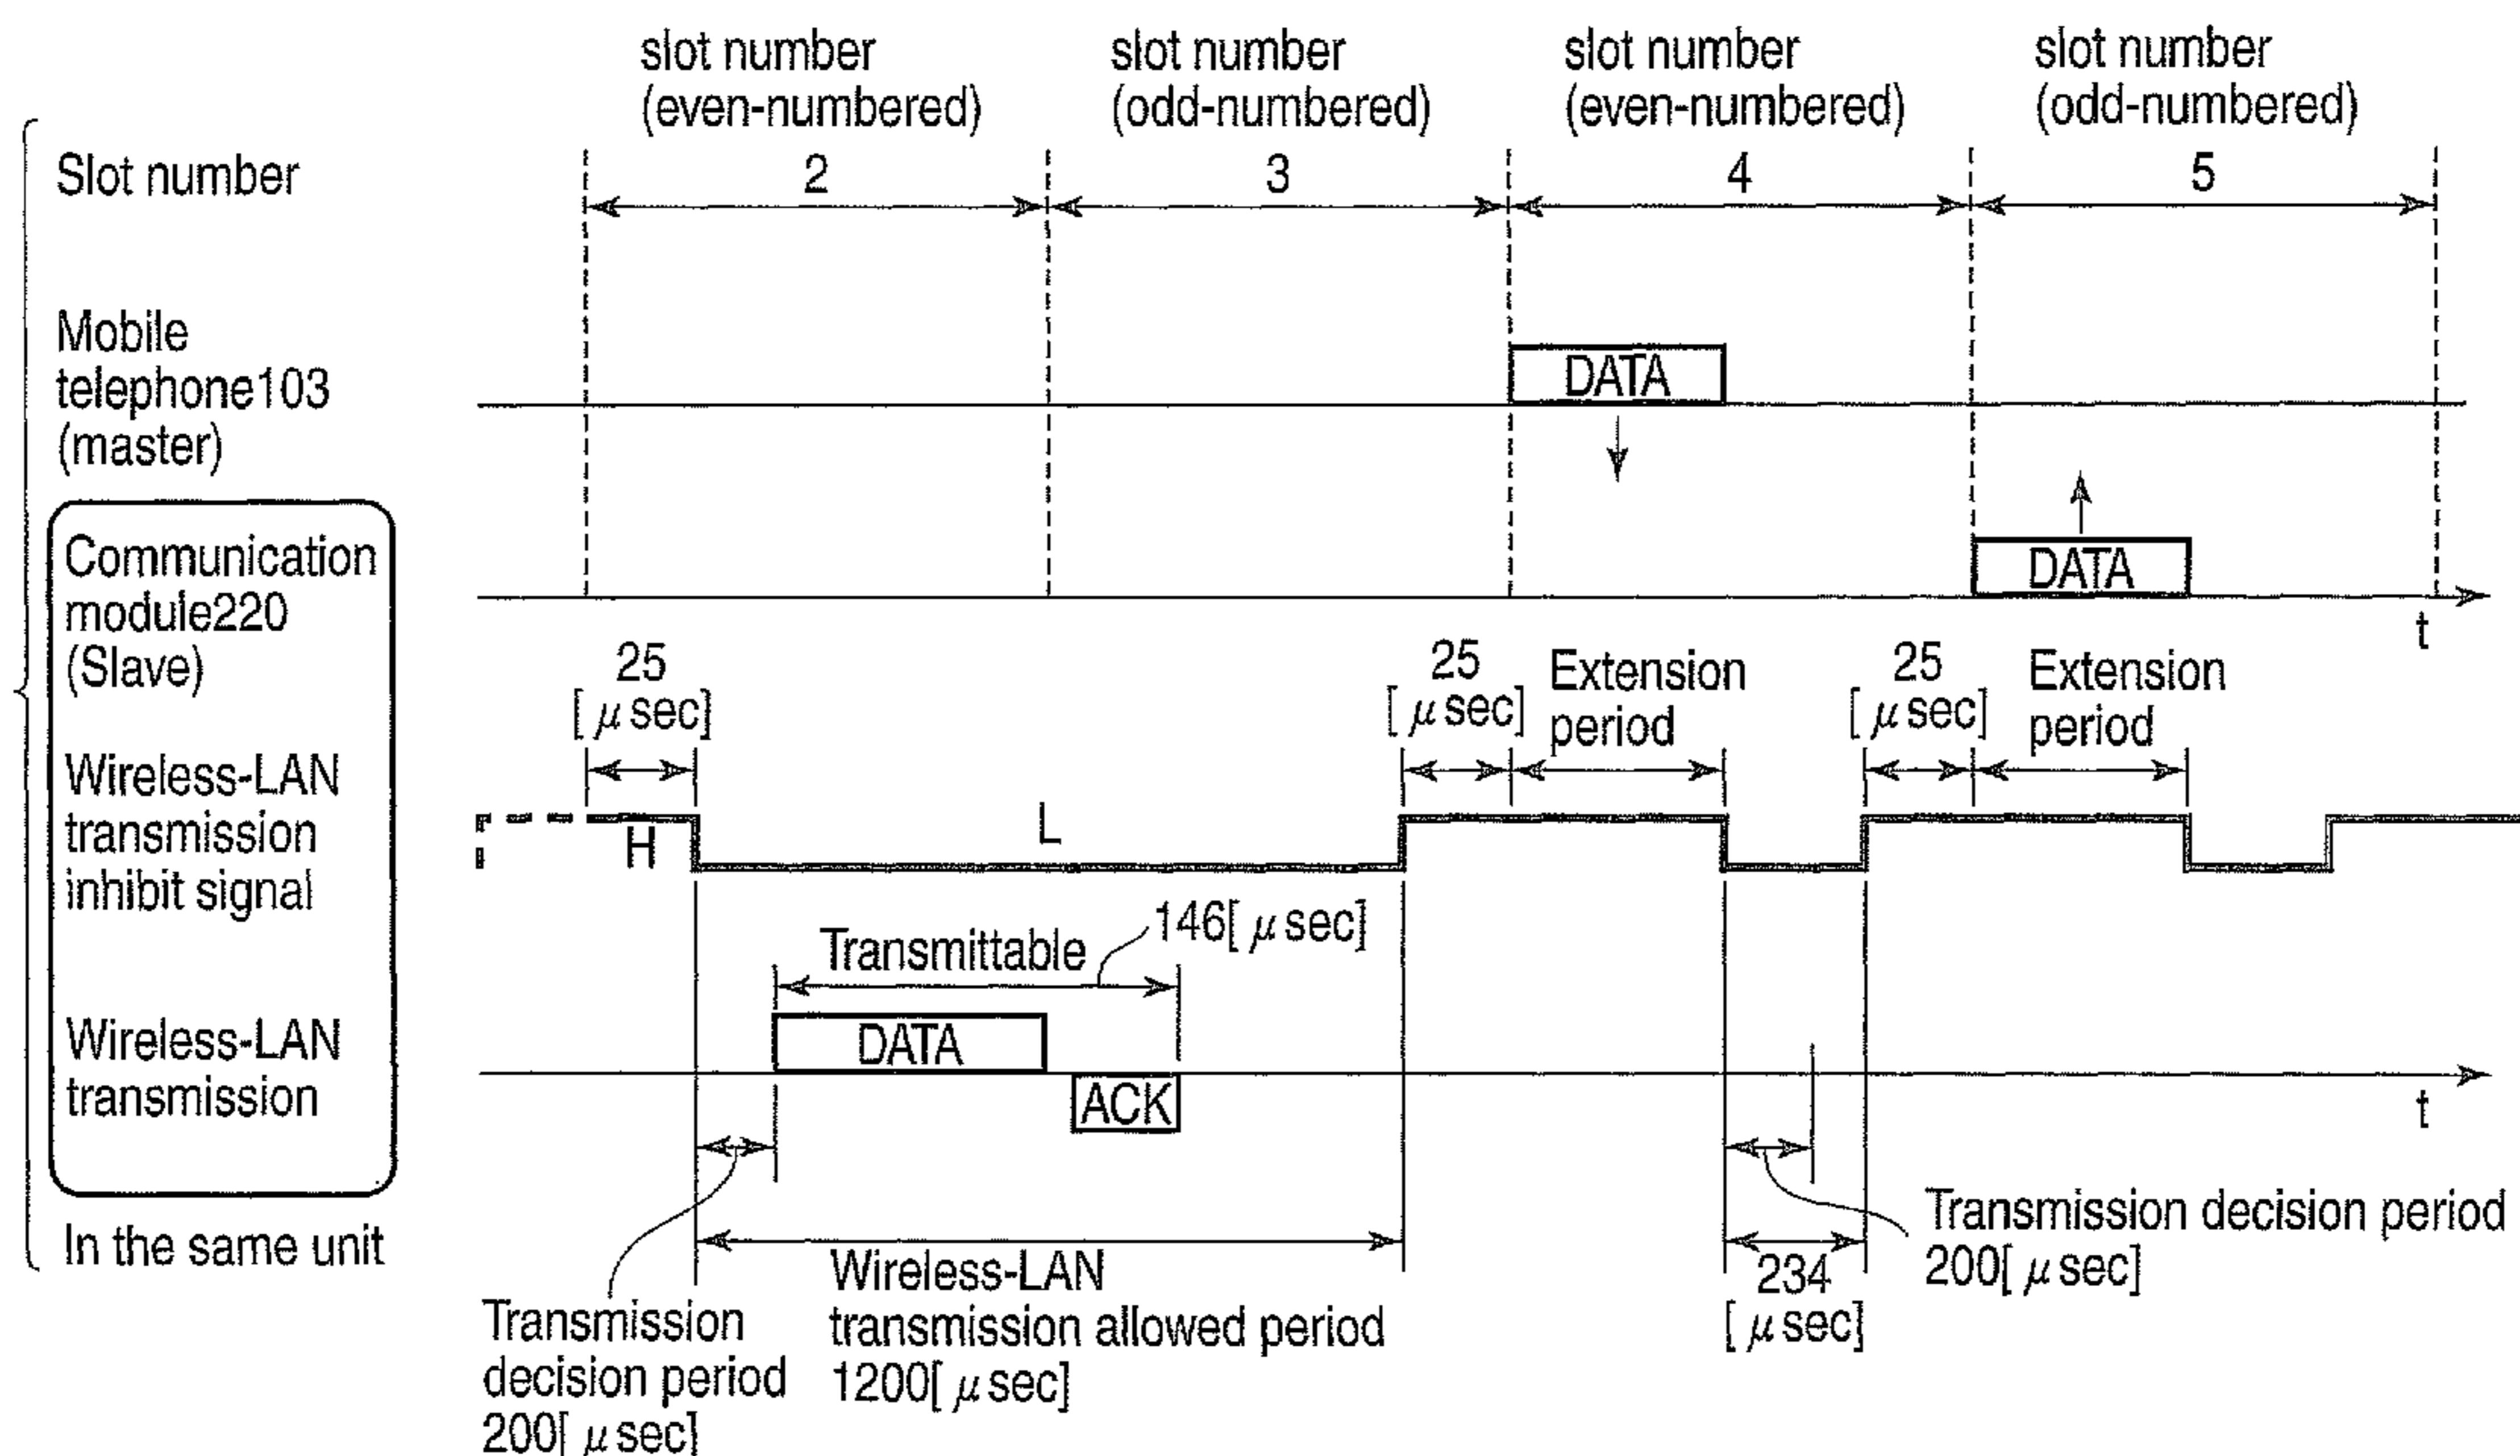 slot number
(even-numbered)
slot number
(odd-numbered)
slot number
(even-numbered)
slot number
(odd-numbered)
Slot number
2
3
4
5
Mobile
telephone103
(master)
DATA
Communication
module220
(Slave)
DATA
t
25
[μsec]
25
[μsec]
Extension
period
25
[μsec]
Extension
period
Wireless-LAN
transmission
inhibit signal
H
L
Transmittable
146[μsec]
Wireless-LAN
transmission
DATA
ACK
t
In the same unit
Transmission
decision period
200[μsec]
Wireless-LAN
transmission allowed period
1200[μsec]
234
[μsec]
Transmission decision period
200[μsec]